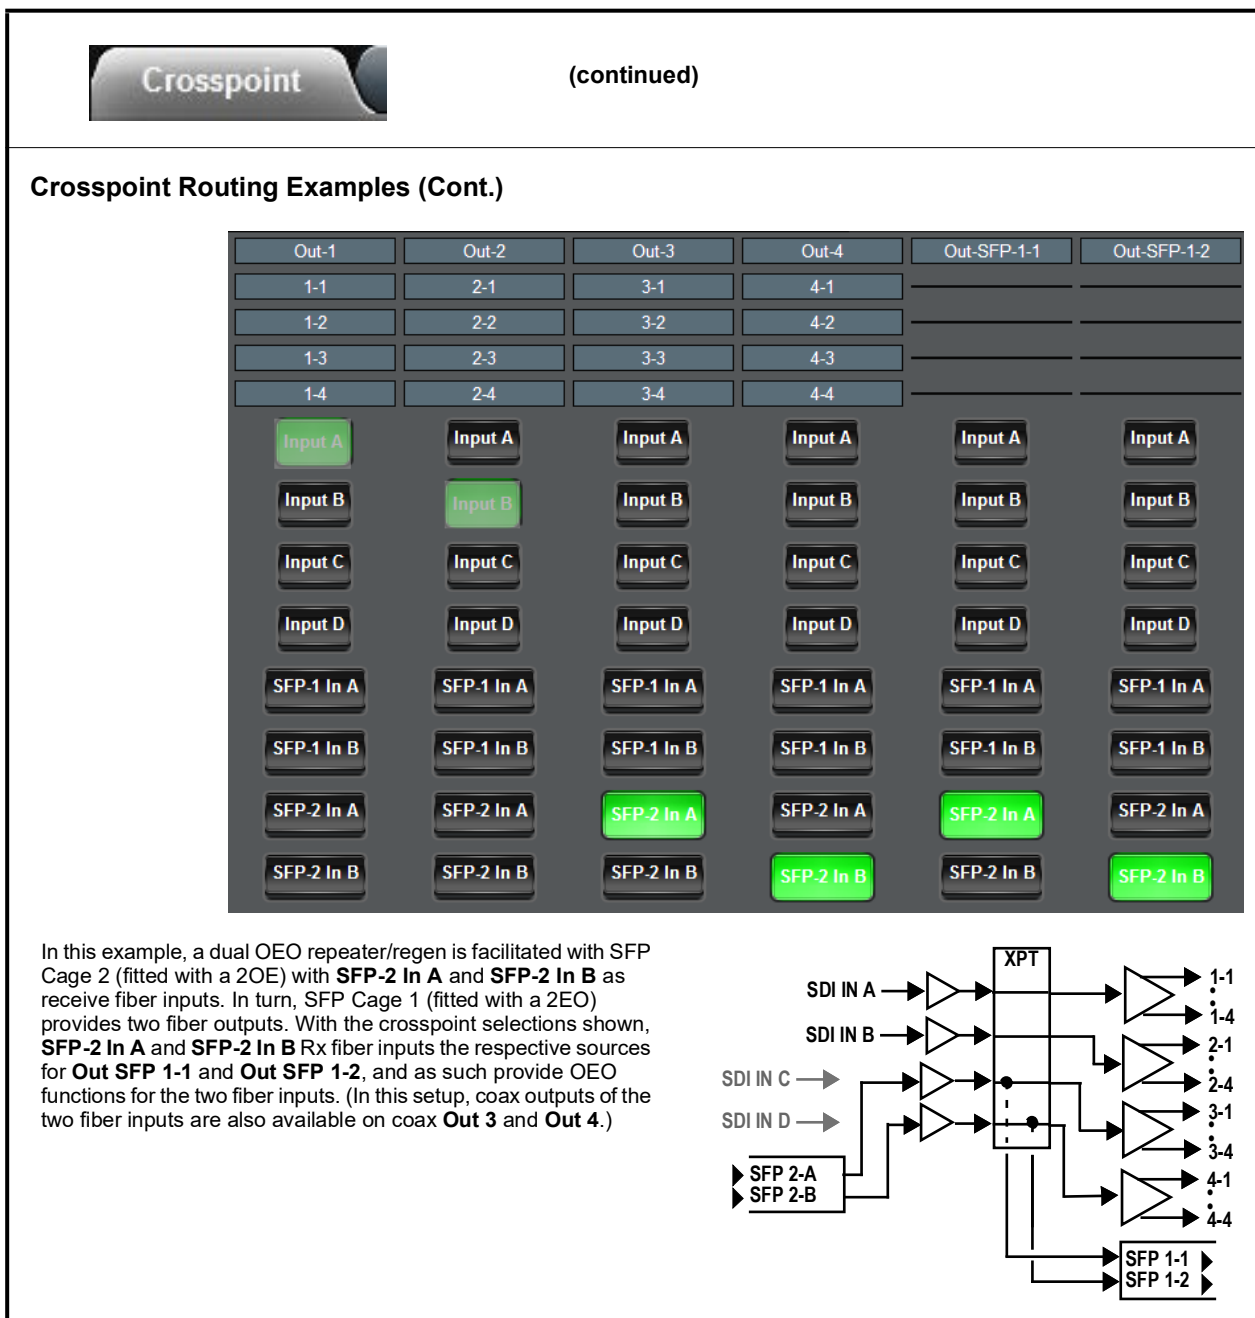 Crosspoint
(continued)
Crosspoint Routing Examples (Cont.)
Out-1 Out-2 Out-3 Out-4 Out-SFP-1-1 Out-SFP-1-2
1-1 2-1 3-1 4-1
1-2 2-2 3-2 4-2
1-3 2-3 3-3 4-3
1-4 2-4 3-4 4-4
Input A Input A Input A Input A Input A Input A
Input B Input B Input B Input B Input B Input B
Input C Input C Input C Input C Input C Input C
Input D Input D Input D Input D Input D Input D
SFP-1 In A SFP-1 In A SFP-1 In A SFP-1 In A SFP-1 In A SFP-1 In A
SFP-1 In B SFP-1 In B SFP-1 In B SFP-1 In B SFP-1 In B SFP-1 In B
SFP-2 In A SFP-2 In A SFP-2 In A SFP-2 In A SFP-2 In A SFP-2 In A
SFP-2 In B SFP-2 In B SFP-2 In B SFP-2 In B SFP-2 In B SFP-2 In B
In this example, a dual OEO repeater/regen is facilitated with SFP
Cage 2 (fitted with a 2OE) with SFP-2 In A and SFP-2 In B as
receive fiber inputs. In turn, SFP Cage 1 (fitted with a 2EO)
provides two fiber outputs. With the crosspoint selections shown,
SFP-2 In A and SFP-2 In B Rx fiber inputs the respective sources
for Out SFP 1-1 and Out SFP 1-2, and as such provide OEO
functions for the two fiber inputs. (In this setup, coax outputs of the
two fiber inputs are also available on coax Out 3 and Out 4.)
XPT
SDI IN A
SDI IN B
SDI IN C
SDI IN D
SFP 2-A
SFP 2-B
1-1
1-4
2-1
2-4
3-1
3-4
4-1
4-4
SFP 1-1
SFP 1-2